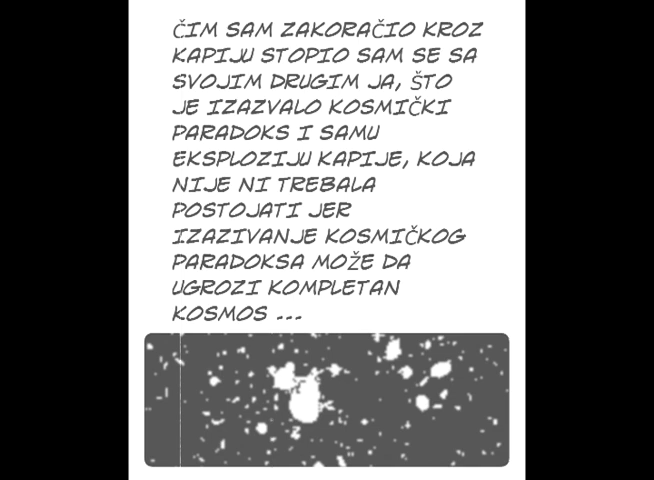 ČIM SAM ZAKORAČIO KROZ
KAPIJU STOPIO SAM SE SA
SVOJIM DRUGIM JA, ŠTO
JE IZAZVALO KOSMIČKI
PARADOKS I SAMU
EKSPLOZIJU KAPIJE, KOJA
NIJE NI TREBALA
POSTOJATI JER
IZAZIVANJE KOSMIČKOG
PARADOKSA MOŽE DA
UGROZI KOMPLETAN
KOSMOS ...